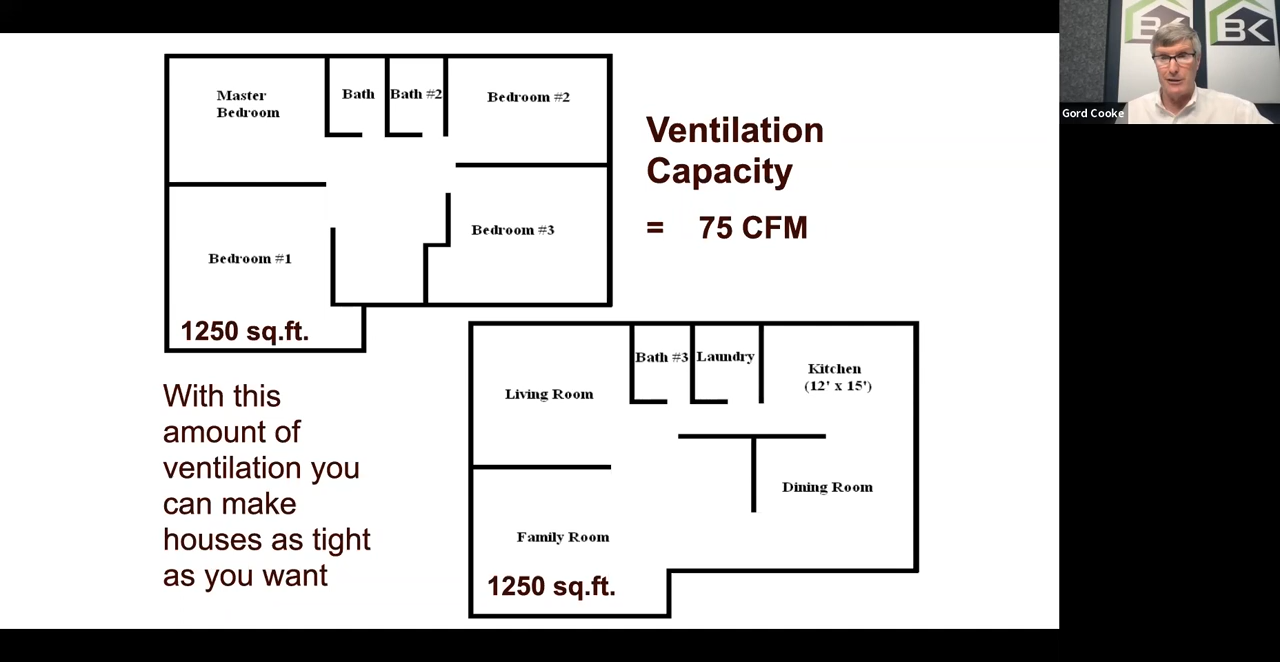 Master
Bedroom
Bath
Bath #2
Bedroom #2
Bedroom #1
Bedroom #3
1250 sq.ft.
Ventilation
Capacity
= 75 CFM
With this
amount of
ventilation you
can make
houses as tight
as you want
Living Room
Bath #3
Laundry
Kitchen
(12' x 15')
Dining Room
Family Room
1250 sq.ft.
BK
BK
Gord Cooke